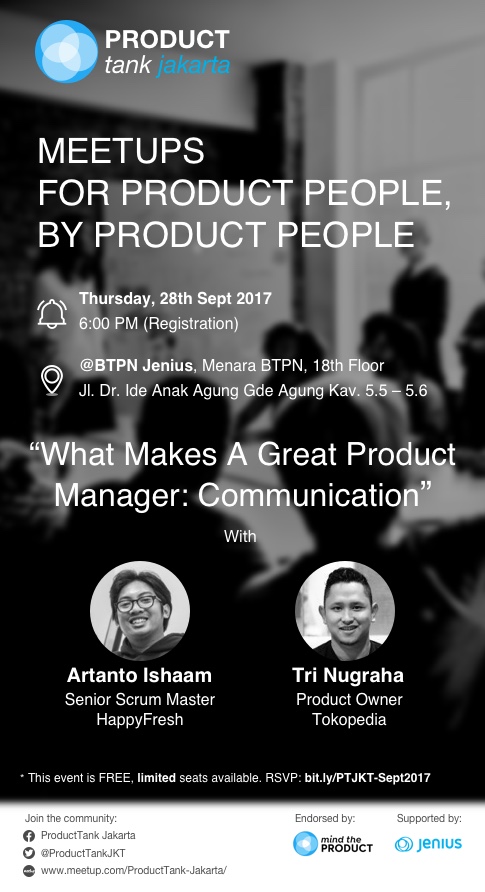 PRODUCT
tank jakarta
MEETUPS
FOR PRODUCT PEOPLE,
BY PRODUCT PEOPLE
Thursday, 28th Sept 2017
6:00 PM (Registration)
@BTPN Jenius, Menara BTPN, 18th Floor
Jl. Dr. Ide Anak Agung Gde Agung Kav. 5.5 – 5.6
“What Makes A Great Product
Manager: Communication”
With
Artanto Ishaam
Senior Scrum Master
HappyFresh
Tri Nugraha
Product Owner
Tokopedia
* This event is FREE, limited seats available. RSVP: bit.ly/PTJKT-Sept2017
Join the community:
ProductTank Jakarta
@ProductTankJKT
www.meetup.com/ProductTank-Jakarta/
Endorsed by:
mind the
PRODUCT
Supported by:
jenius